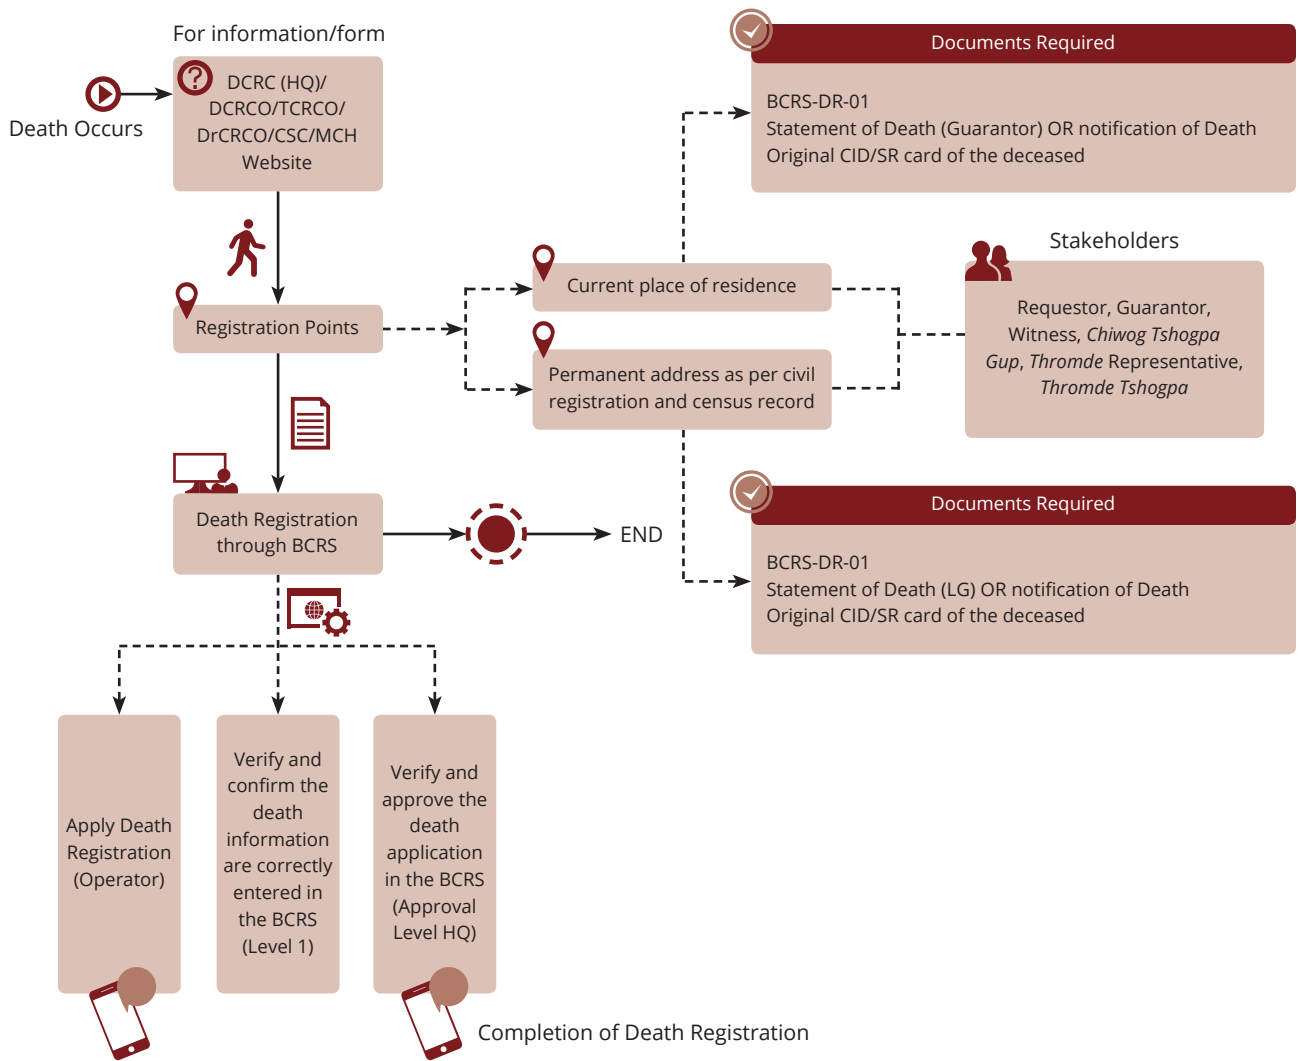 For information/form
Death Occurs
DCRC (HQ)/
DCRCO/TCRCO/
DrCRCO/CSC/MCH
Website
Registration Points
Current place of residence
Permanent address as per civil
registration and census record
Documents Required
BCRS-DR-01
Statement of Death (Guarantor) OR notification of Death
Original CID/SR card of the deceased
Stakeholders
Requestor, Guarantor,
Witness, Chiwog Tshogpa
Gup, Thromde Representative,
Thromde Tshogpa
Documents Required
BCRS-DR-01
Statement of Death (LG) OR notification of Death
Original CID/SR card of the deceased
Death Registration
through BCRS
END
Apply Death
Registration
(Operator)
Verify and
confirm the
death
information
are correctly
entered in
the BCRS
(Level 1)
Verify and
approve the
death
application
in the BCRS
(Approval
Level HQ)
Completion of Death Registration